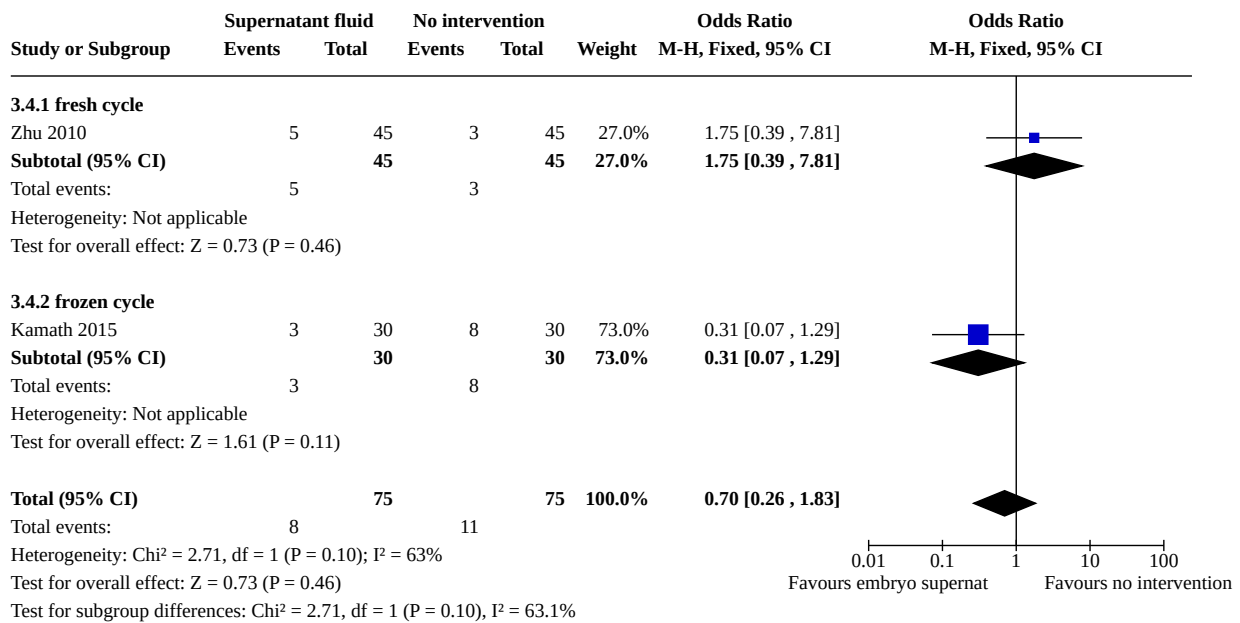 Supernatant fluid No intervention Odds Ratio Odds Ratio
Study or Subgroup Events Total Events Total Weight M-H, Fixed, 95% CI M-H, Fixed, 95% CI
3.4.1 fresh cycle
Zhu 2010 5 45 3 45 27.0% 1.75 [0.39 , 7.81]
Subtotal (95% CI) 45 45 27.0% 1.75 [0.39 , 7.81]
Total events: 5 3
Heterogeneity: Not applicable
Test for overall effect: Z = 0.73 (P = 0.46)
3.4.2 frozen cycle
Kamath 2015 3 30 8 30 73.0% 0.31 [0.07 , 1.29]
Subtotal (95% CI) 30 30 73.0% 0.31 [0.07 , 1.29]
Total events: 3 8
Heterogeneity: Not applicable
Test for overall effect: Z = 1.61 (P = 0.11)
Total (95% CI) 75 75 100.0% 0.70 [0.26 , 1.83]
Total events: 8 11
Heterogeneity: Chi² = 2.71, df = 1 (P = 0.10); I² = 63%
0.01 0.1 1 10 100
Test for overall effect: Z = 0.73 (P = 0.46) Favours embryo supernat Favours no intervention
Test for subgroup differences: Chi² = 2.71, df = 1 (P = 0.10), I² = 63.1%